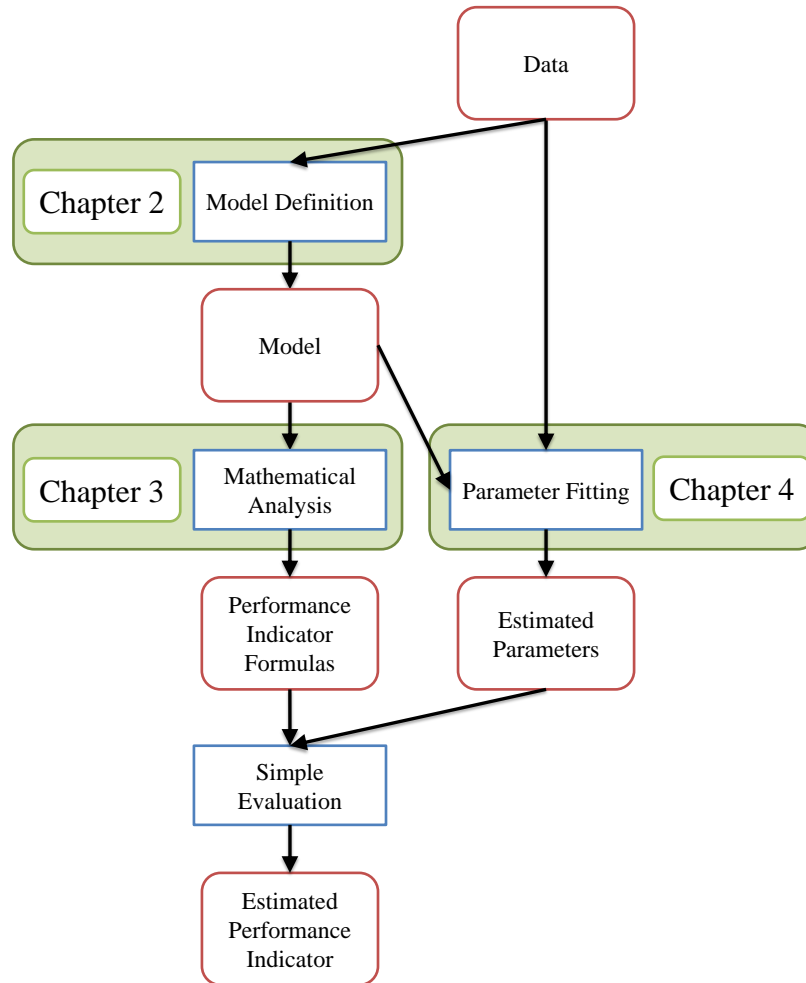 Data
Chapter 2
Model Definition
Model
Chapter 3
Mathematical
Analysis
Parameter Fitting
Chapter 4
Performance
Indicator
Formulas
Estimated
Parameters
Simple
Evaluation
Estimated
Performance
Indicator